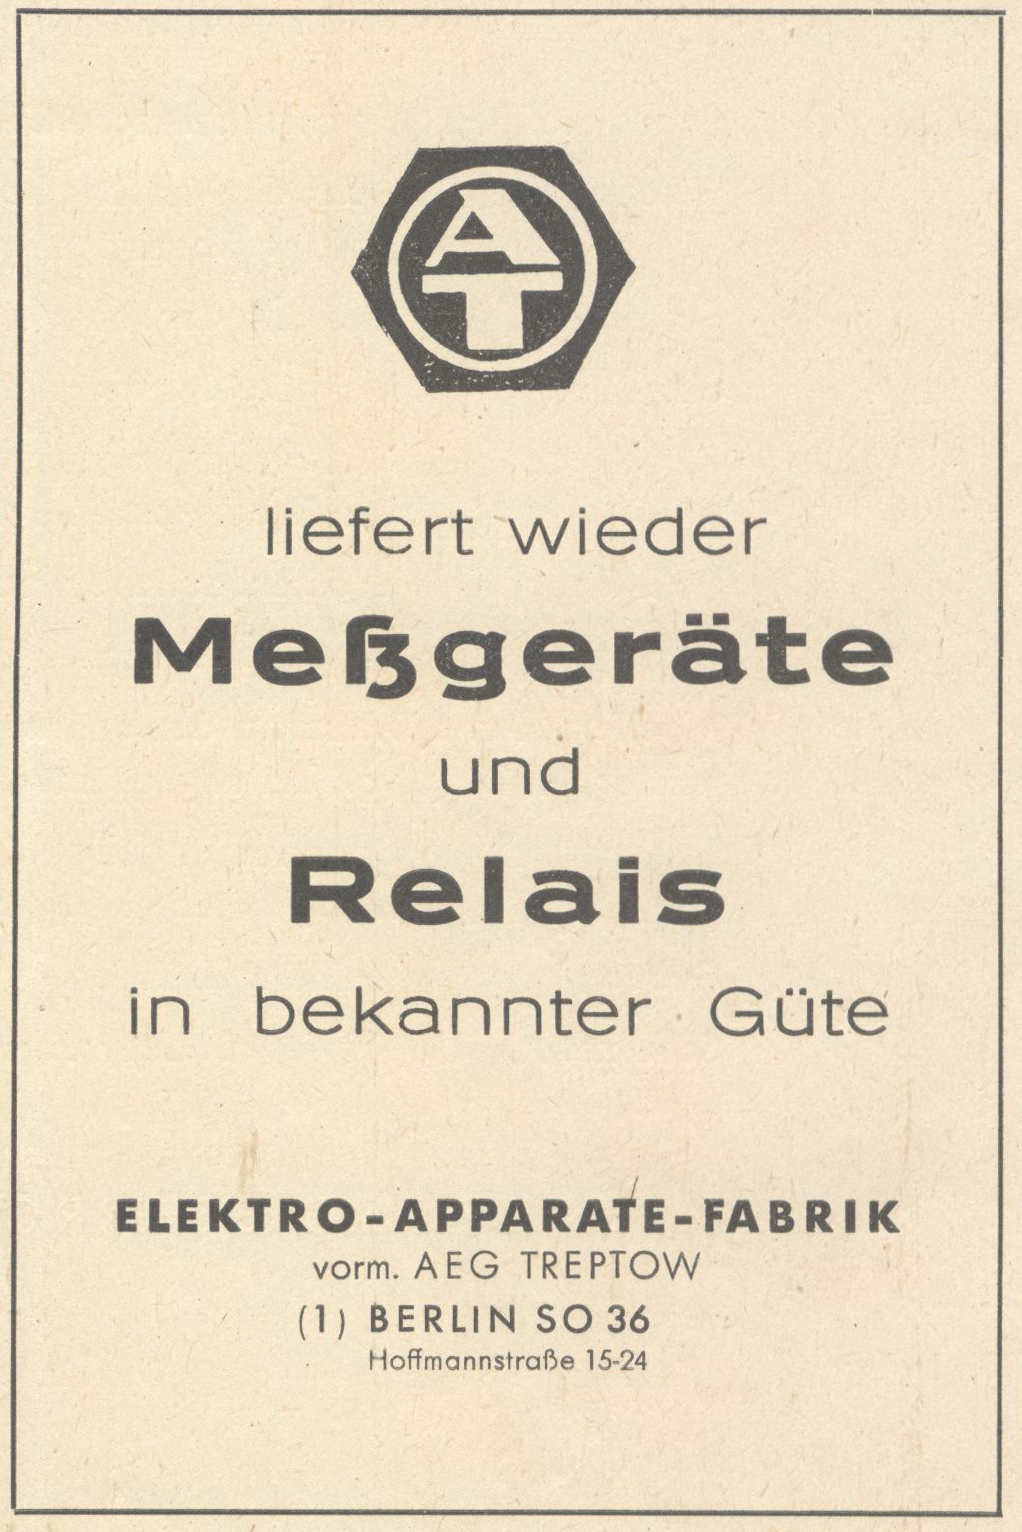 AT
liefert wieder
Meßgeräte
und
Relais
in bekannter Güte
ELEKTRO-APPARATE-FABRIK
vorm. AEG TREPTOW
(1) BERLIN SO 36
Hoffmannstraße 15-24